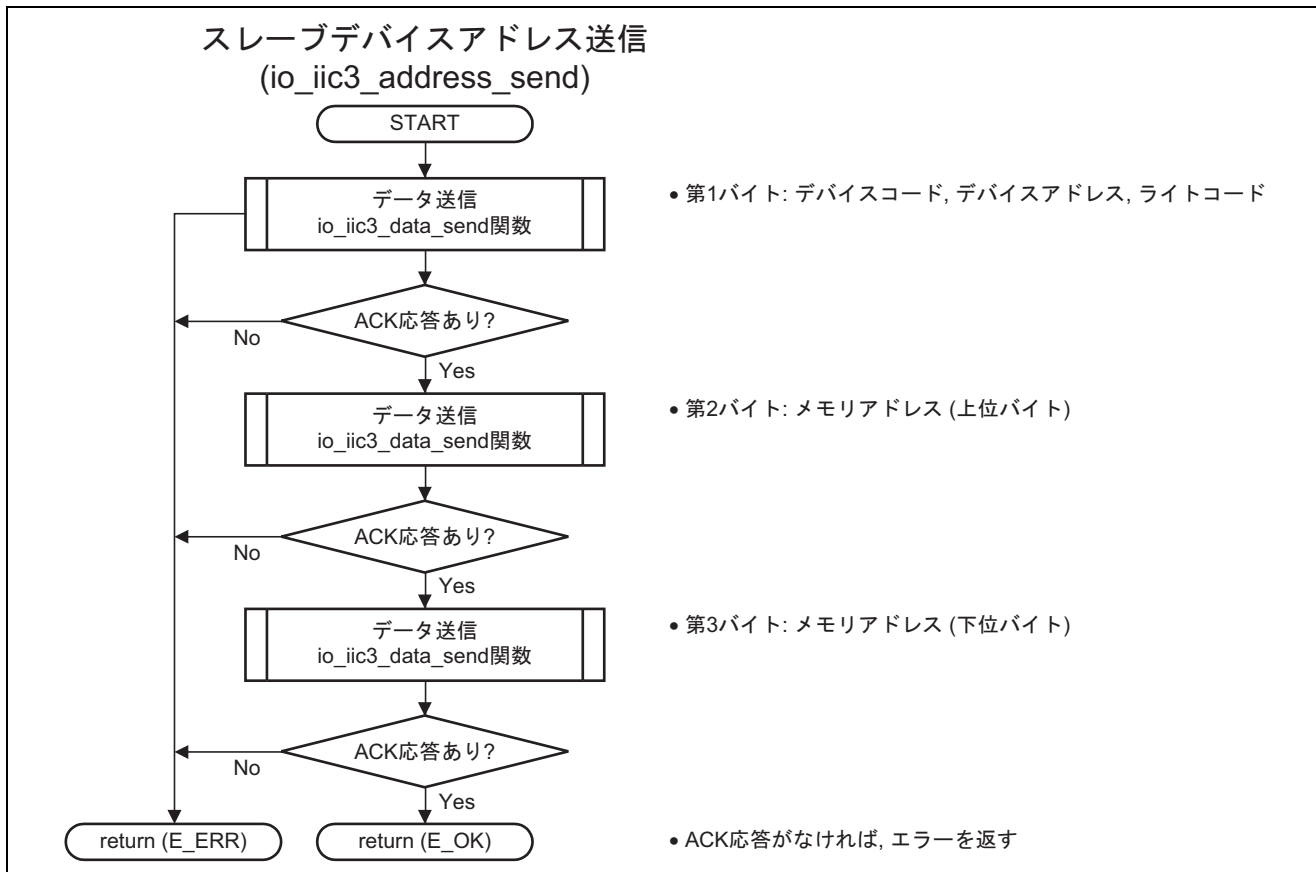 スレーブデバイスアドレス送信
(io_iic3_address_send)
START
データ送信
io_iic3_data_send関数
• 第1バイト: デバイスコード, デバイスアドレス, ライトコード
ACK応答あり?
No
Yes
データ送信
io_iic3_data_send関数
• 第2バイト: メモリアドレス (上位バイト)
ACK応答あり?
No
Yes
データ送信
io_iic3_data_send関数
• 第3バイト: メモリアドレス (下位バイト)
ACK応答あり?
No
Yes
return (E_ERR)
return (E_OK)
• ACK応答がなければ, エラーを返す